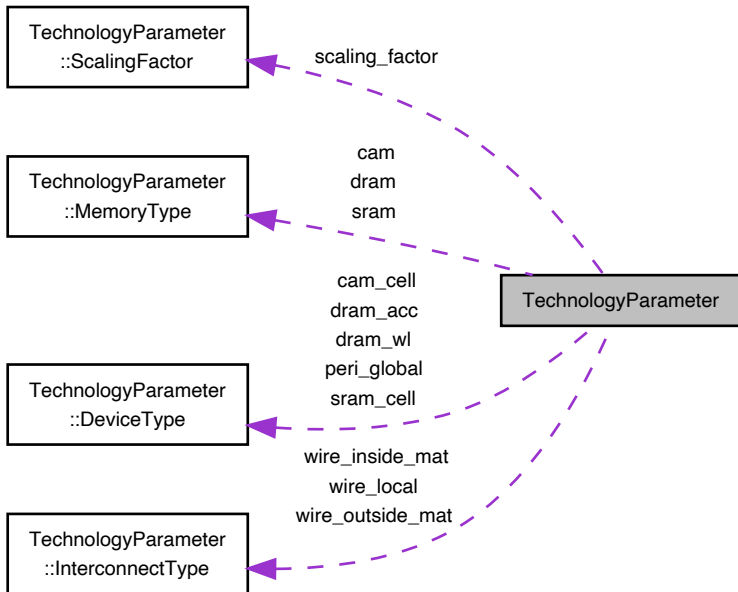 TechnologyParameter
::ScalingFactor
scaling_factor
TechnologyParameter
::MemoryType
cam
dram
sram
TechnologyParameter
cam_cell
dram_acc
dram_wl
peri_global
sram_cell
TechnologyParameter
::DeviceType
wire_inside_mat
wire_local
wire_outside_mat
TechnologyParameter
::InterconnectType